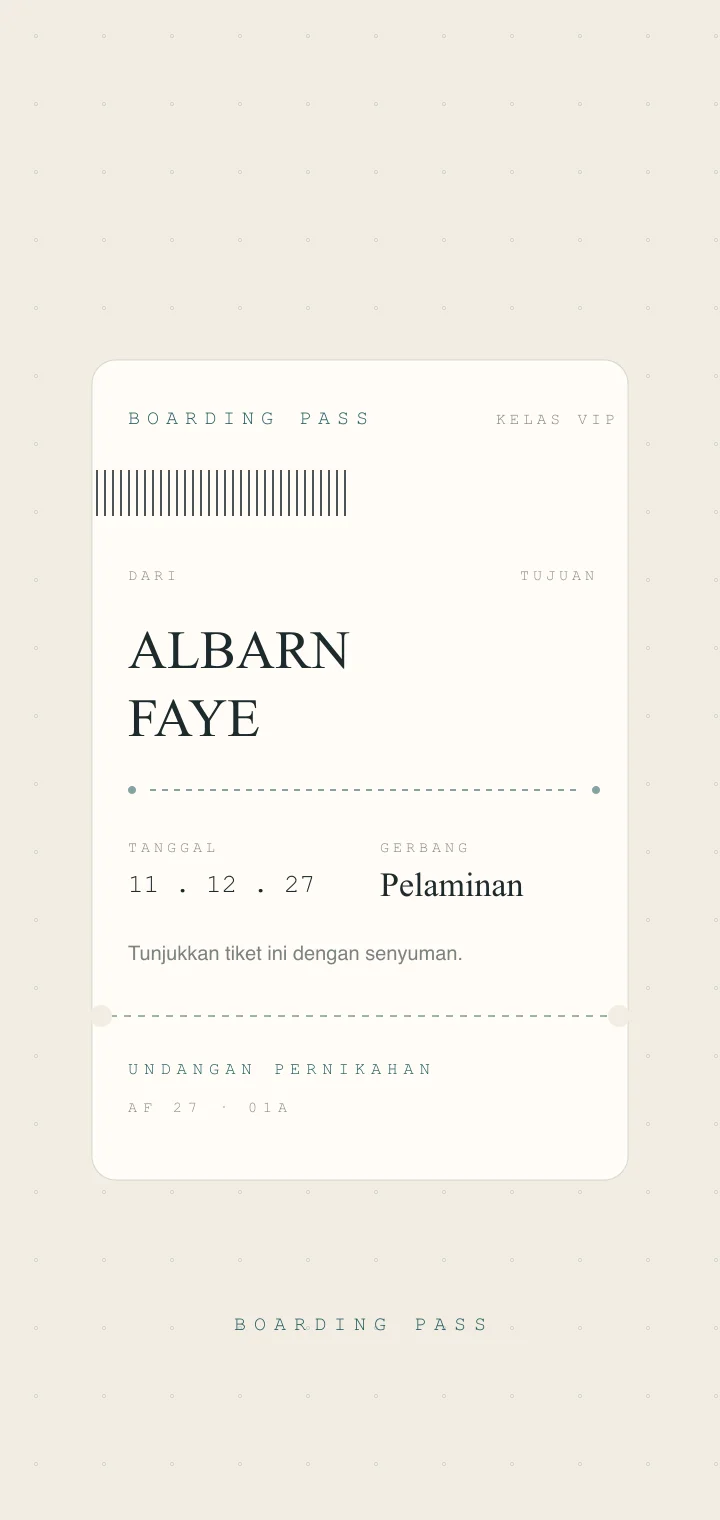 BOARDING PASS KELAS VIP
DARI TUJUAN
ALBARN
FAYE
TANGGAL GERBANG
11 . 12 . 27 Pelaminan
Tunjukkan tiket ini dengan senyuman.
UNDANGAN PERNIKAHAN
AF 27 · 01A
BOARDING PASS